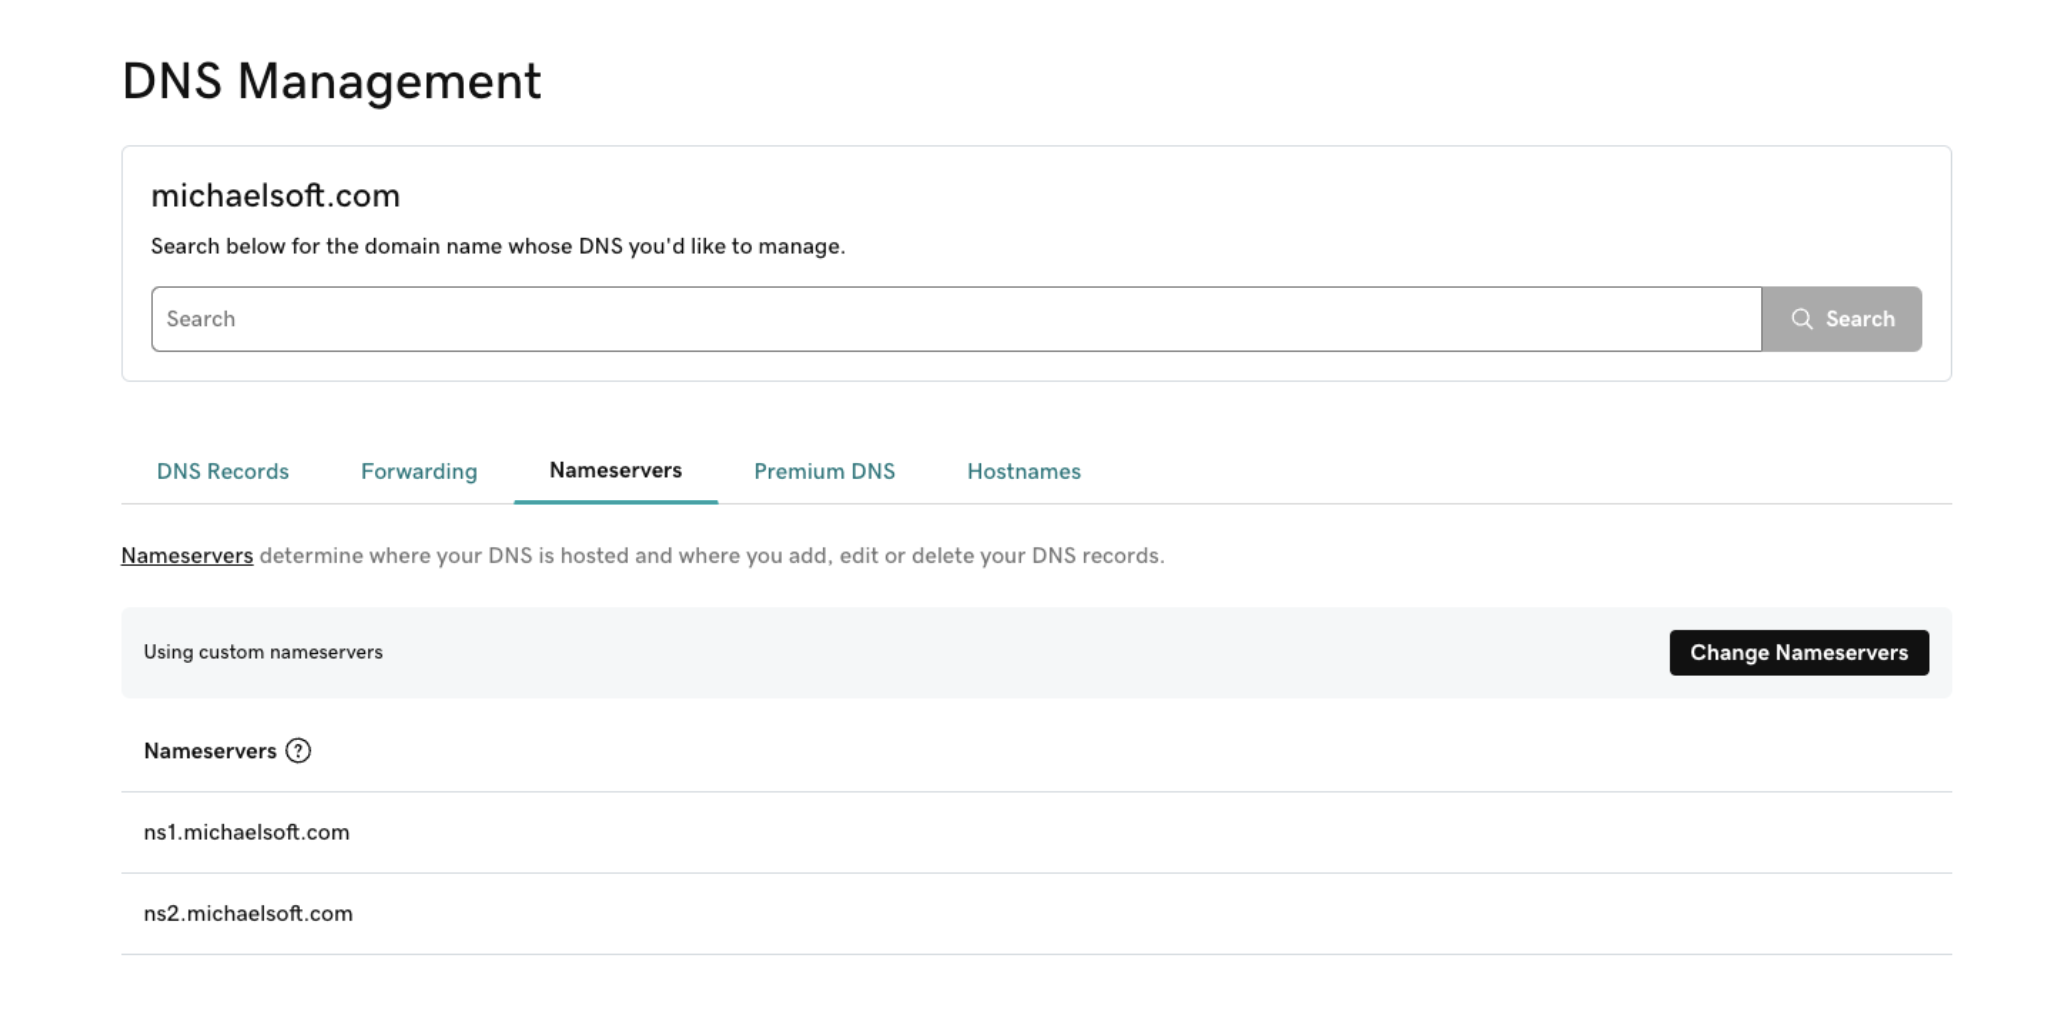 DNS Management
michaelsoft.com
Search below for the domain name whose DNS you'd like to manage.
Search
Search
DNS Records
Forwarding
Nameservers
Premium DNS
Hostnames
Nameservers determine where your DNS is hosted and where you add, edit or delete your DNS records.
Using custom nameservers
Change Nameservers
Nameservers ?
ns1.michaelsoft.com
ns2.michaelsoft.com